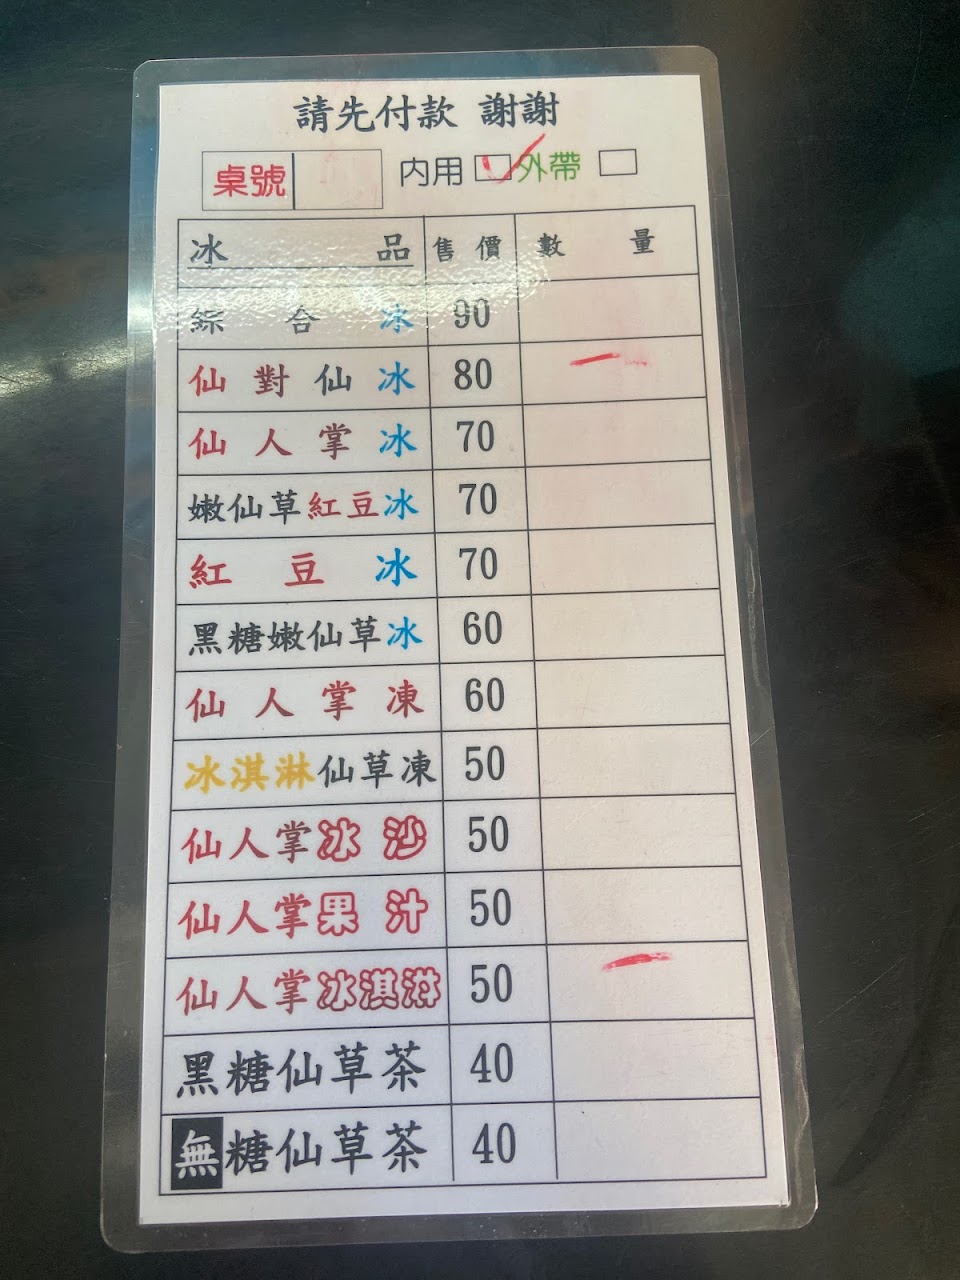 請先付款 謝謝
桌號 內用 外帶
冰品 售價 數量
綜合冰 90
仙對仙冰 80 一
仙人掌冰 70
嫩仙草紅豆冰 70
紅豆冰 70
黑糖嫩仙草冰 60
仙人掌凍 60
冰淇淋仙草凍 50
仙人掌冰沙 50
仙人掌果汁 50
仙人掌冰淇淋 50 一
黑糖仙草茶 40
無糖仙草茶 40